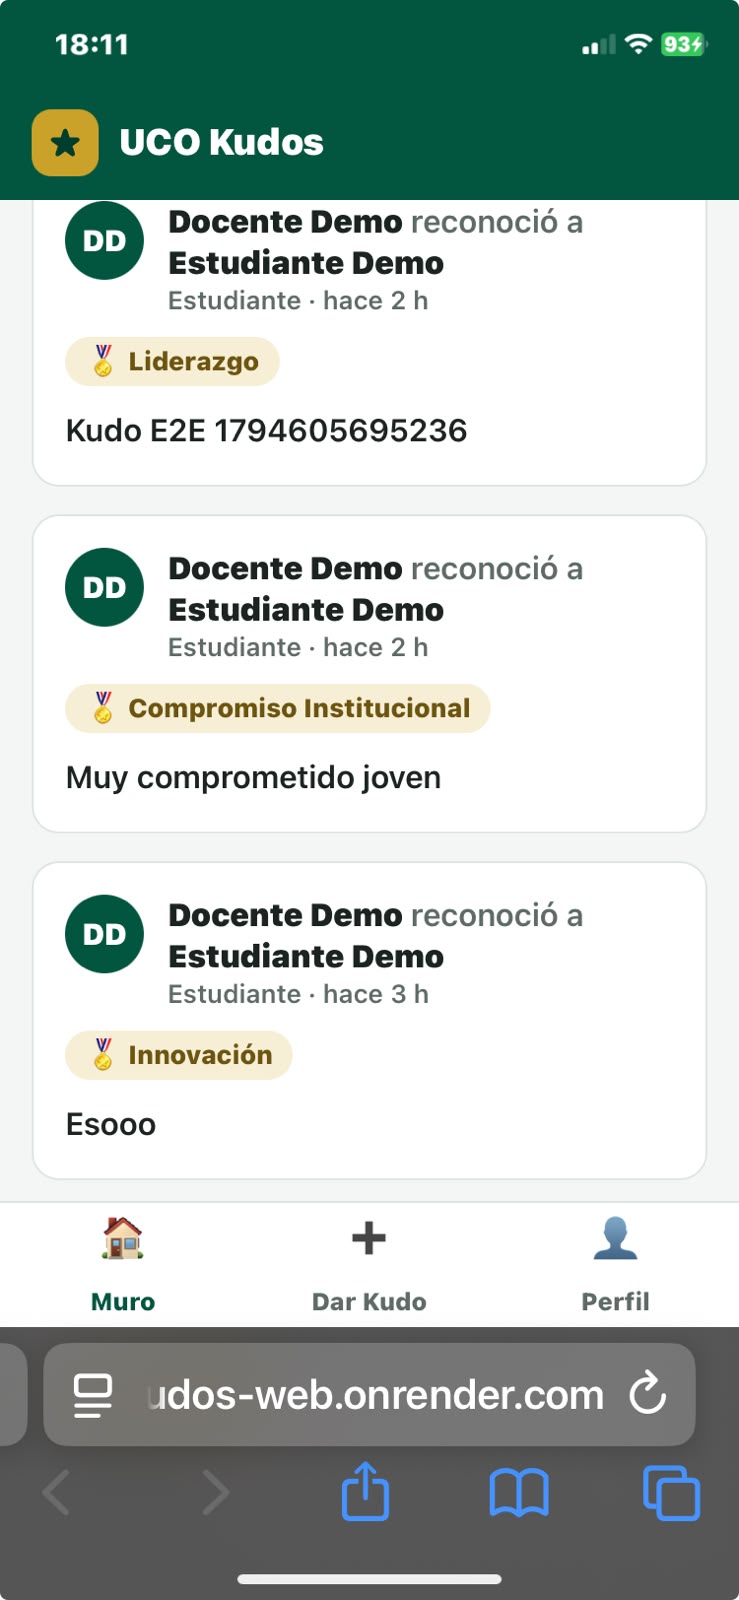 18:11
93
UCO Kudos
DD
Docente Demo reconoció a
Estudiante Demo
Estudiante · hace 2 h
Liderazgo
Kudo E2E 1794605695236
DD
Docente Demo reconoció a
Estudiante Demo
Estudiante · hace 2 h
Compromiso Institucional
Muy comprometido joven
DD
Docente Demo reconoció a
Estudiante Demo
Estudiante · hace 3 h
Innovación
Esooo
Muro
Dar Kudo
Perfil
udos-web.onrender.com